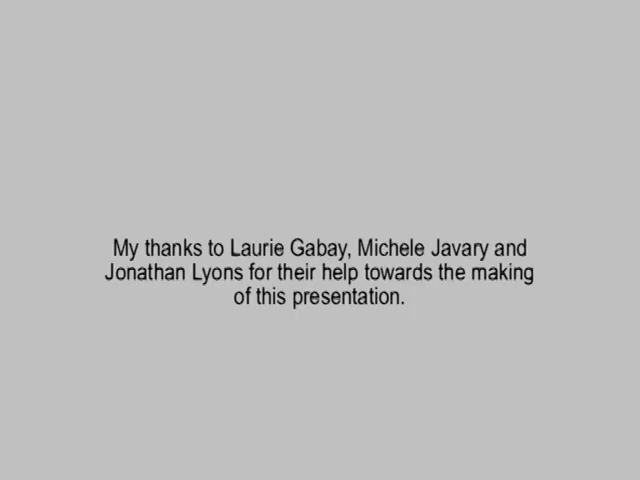 My thanks to Laurie Gabay, Michele Javary and
Jonathan Lyons for their help towards the making
of this presentation.